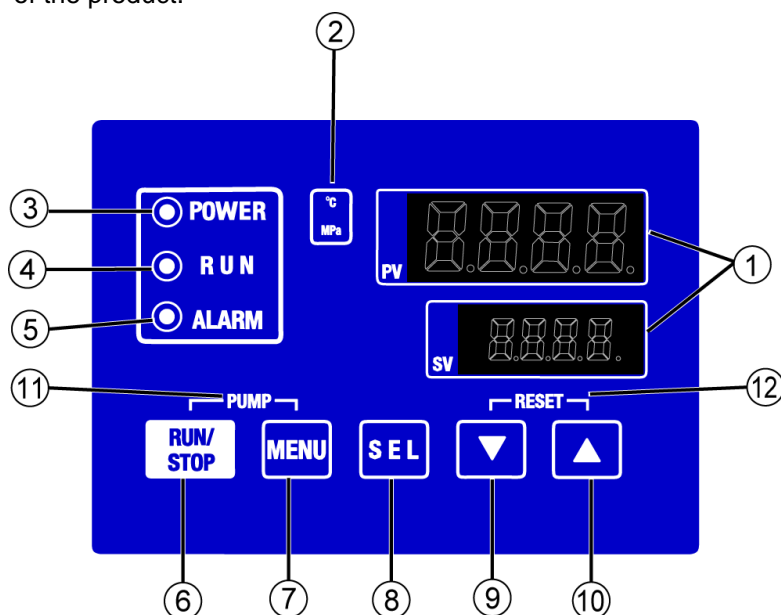 of the product.
②
③ POWER
④ RUN
⑤ ALARM
°C
MPa
PV
①
SV
⑪ PUMP
RESET ⑫
RUN/
STOP
MENU
SEL
▼
▲
⑥ ⑦ ⑧ ⑨ ⑩